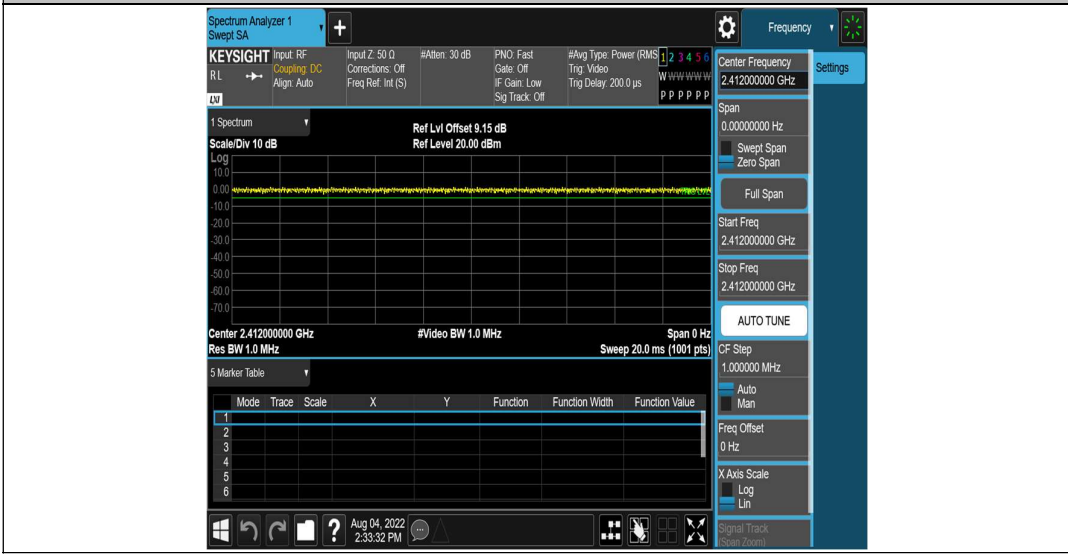 Spectrum Analyzer 1
Swept SA
Frequency
KEYSIGHT
Input: RF
Coupling: DC
Align: Auto
R L
LXI
Input Z: 50 Ω
Corrections: Off
Freq Ref: Int (S)
#Atten: 30 dB
PNO: Fast
Gate: Off
IF Gain: Low
Sig Track: Off
#Avg Type: Power (RMS
Trig: Video
Trig Delay: 200.0 µs
1 2 3 4 5 6
W W W W W W
P P P P P P
1 Spectrum
Scale/Div 10 dB
Ref Lvl Offset 9.15 dB
Ref Level 20.00 dBm
Log
10.0
0.00
-10.0
-20.0
-30.0
-40.0
-50.0
-60.0
-70.0
Center 2.412000000 GHz
#Video BW 1.0 MHz
Span 0 Hz
Res BW 1.0 MHz
Sweep 20.0 ms (1001 pts)
5 Marker Table
Mode Trace Scale X Y Function Function Width Function Value
1
2
3
4
5
6
Aug 04, 2022
2:33:32 PM
Center Frequency
2.412000000 GHz
Settings
Span
0.00000000 Hz
Swept Span
Zero Span
Full Span
Start Freq
2.412000000 GHz
Stop Freq
2.412000000 GHz
AUTO TUNE
CF Step
1.000000 MHz
Auto
Man
Freq Offset
0 Hz
X Axis Scale
Log
Lin
Signal Track
(Span Zoom)